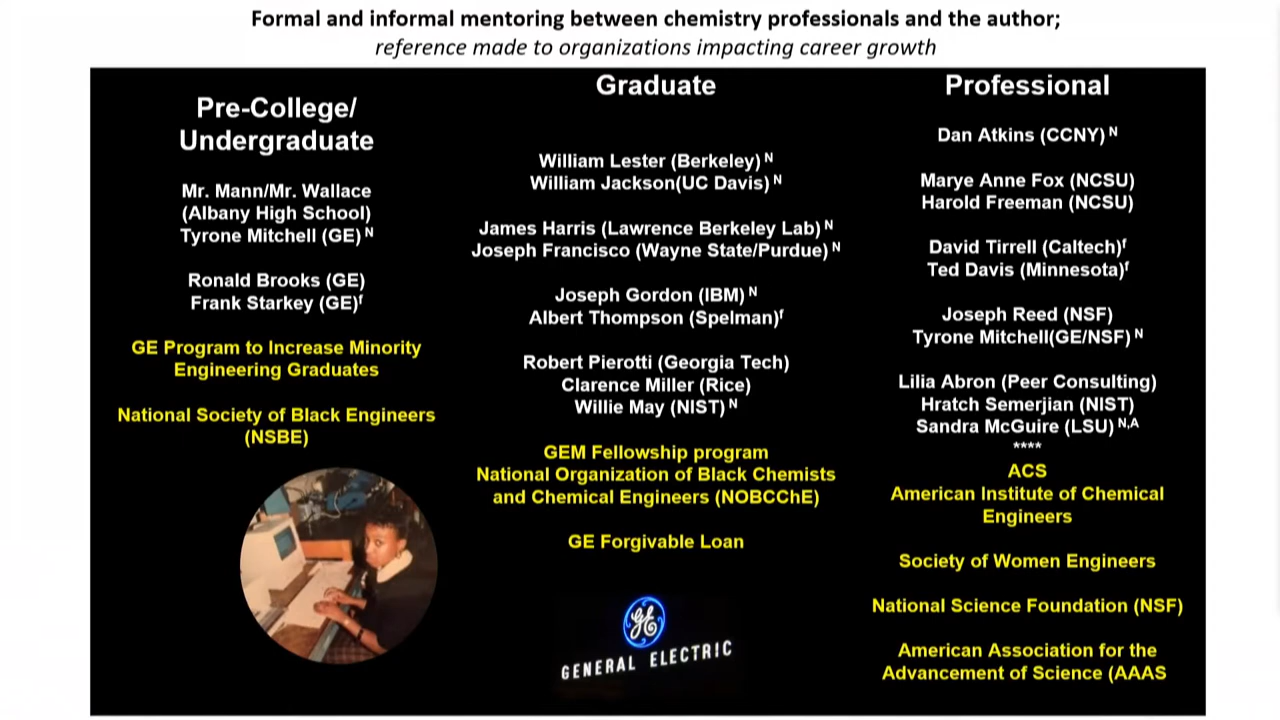 Formal and informal mentoring between chemistry professionals and the author;
reference made to organizations impacting career growth
Pre-College/
Undergraduate
Mr. Mann/Mr. Wallace
(Albany High School)
Tyrone Mitchell (GE) N
Ronald Brooks (GE)
Frank Starkey (GE)f
GE Program to Increase Minority
Engineering Graduates
National Society of Black Engineers
(NSBE)
Graduate
William Lester (Berkeley) N
William Jackson(UC Davis) N
James Harris (Lawrence Berkeley Lab) N
Joseph Francisco (Wayne State/Purdue) N
Joseph Gordon (IBM) N
Albert Thompson (Spelman)f
Robert Pierotti (Georgia Tech)
Clarence Miller (Rice)
Willie May (NIST) N
GEM Fellowship program
National Organization of Black Chemists
and Chemical Engineers (NOBCChE)
GE Forgivable Loan
GE
GENERAL ELECTRIC
Professional
Dan Atkins (CCNY) N
Marye Anne Fox (NCSU)
Harold Freeman (NCSU)
David Tirrell (Caltech)f
Ted Davis (Minnesota)f
Joseph Reed (NSF)
Tyrone Mitchell(GE/NSF) N
Lilia Abron (Peer Consulting)
Hratch Semerjian (NIST)
Sandra McGuire (LSU) N,A
****
ACS
American Institute of Chemical
Engineers
Society of Women Engineers
National Science Foundation (NSF)
American Association for the
Advancement of Science (AAAS